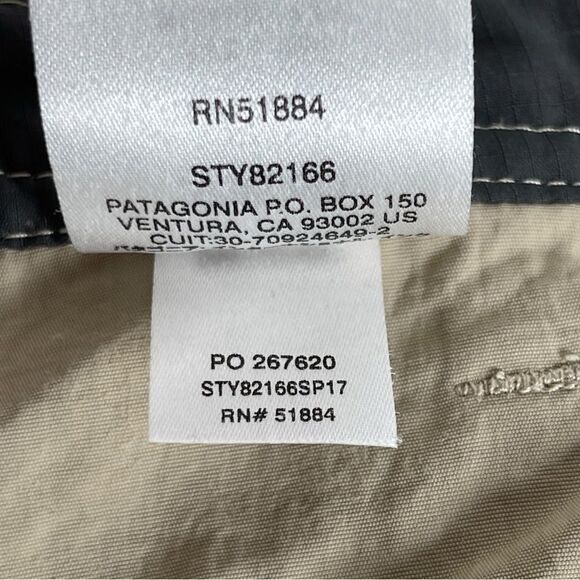 RN51884
STY82166
PATAGONIA P.O. BOX 150
VENTURA, CA 93002 US
CUIT:30-70924649-2
PO 267620
STY82166SP17
RN# 51884